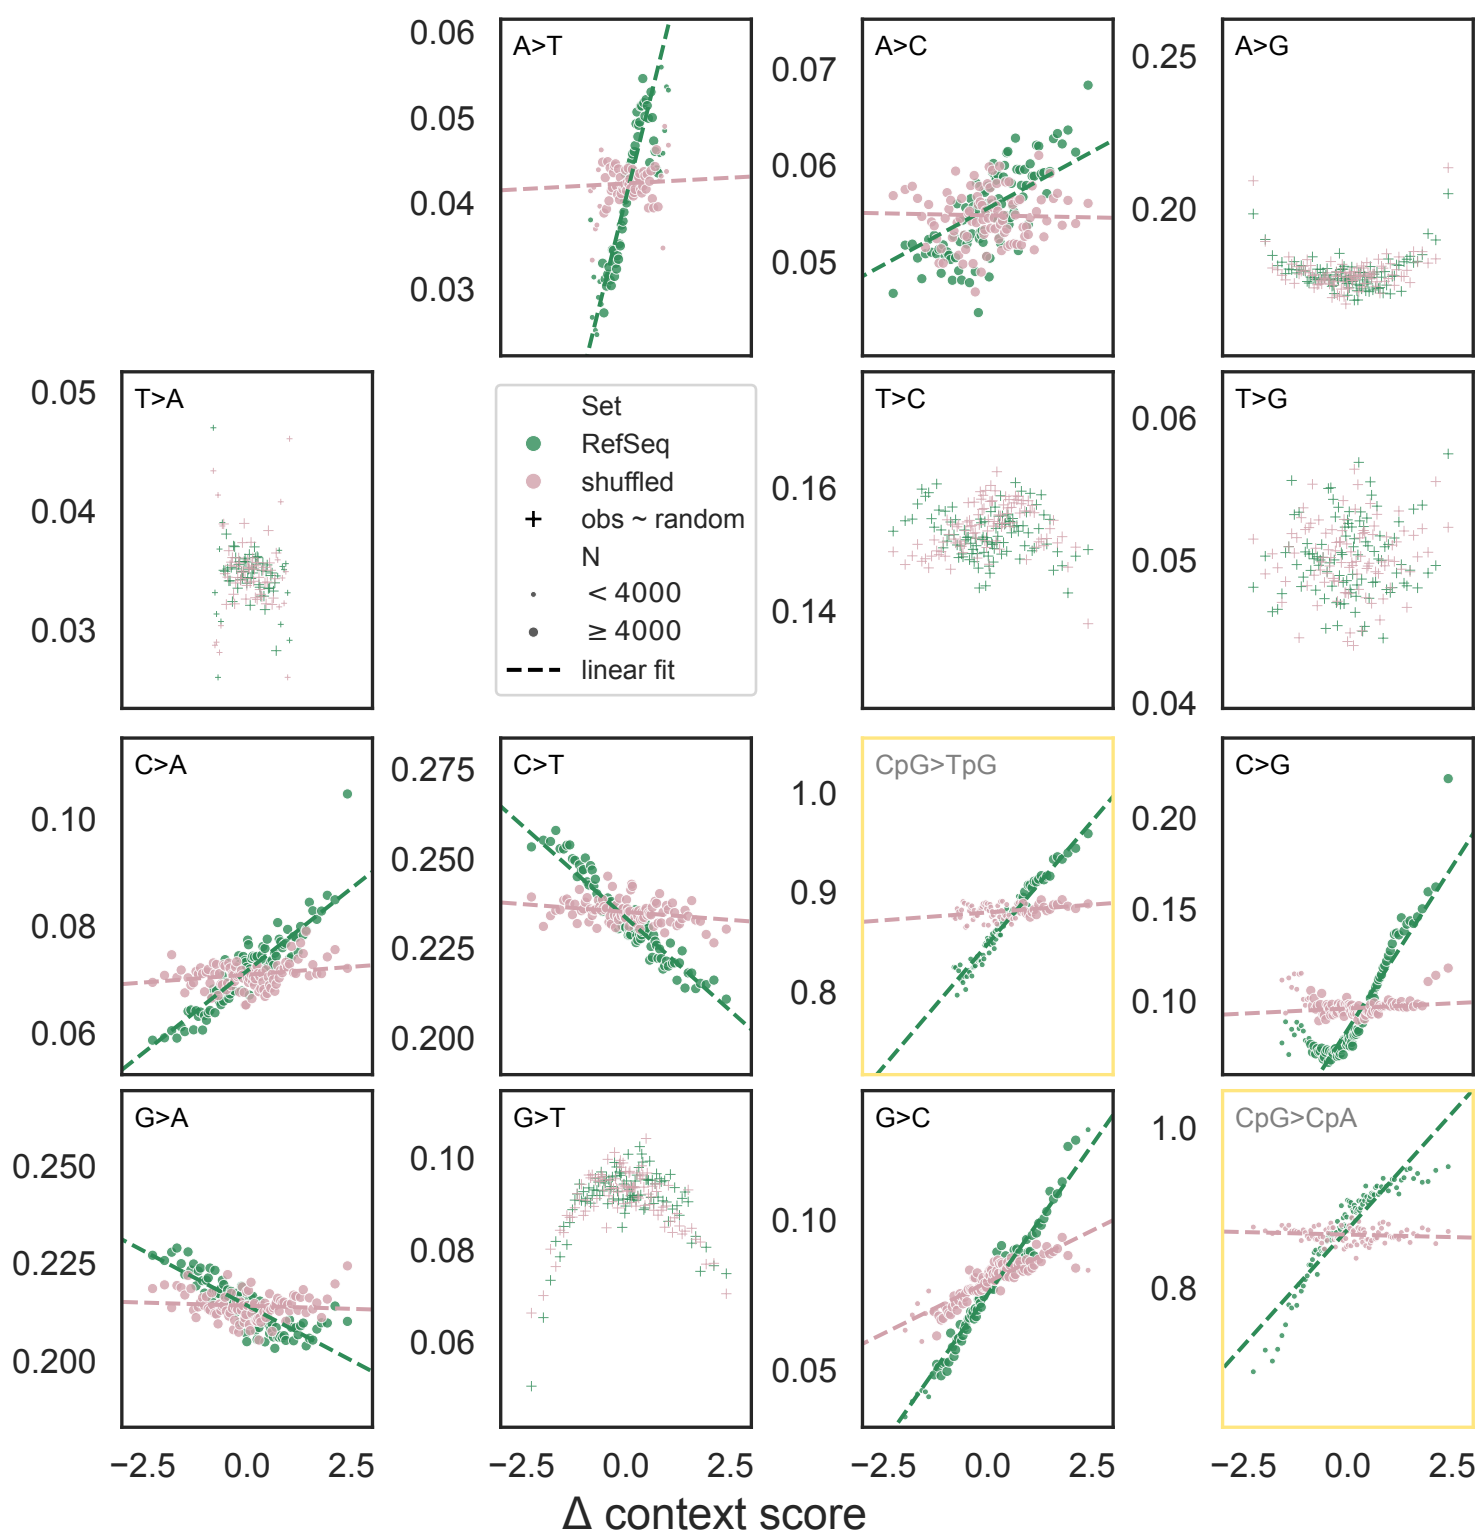 A>T
0.06
0.05
0.04
0.03
A>C
0.07
0.06
0.05
A>G
0.25
0.20
T>A
0.05
0.04
0.03
Set
RefSeq
shuffled
obs ~ random
N
< 4000
≥ 4000
linear fit
T>C
0.16
0.14
T>G
0.06
0.05
0.04
C>A
0.10
0.08
0.06
C>T
0.275
0.250
0.225
0.200
CpG>TpG
1.0
0.9
0.8
C>G
0.20
0.15
0.10
G>A
0.250
0.225
0.200
G>T
0.10
0.08
0.06
G>C
0.10
0.05
CpG>CpA
1.0
0.8
−2.5 0.0 2.5
−2.5 0.0 2.5
−2.5 0.0 2.5
−2.5 0.0 2.5
Δ context score